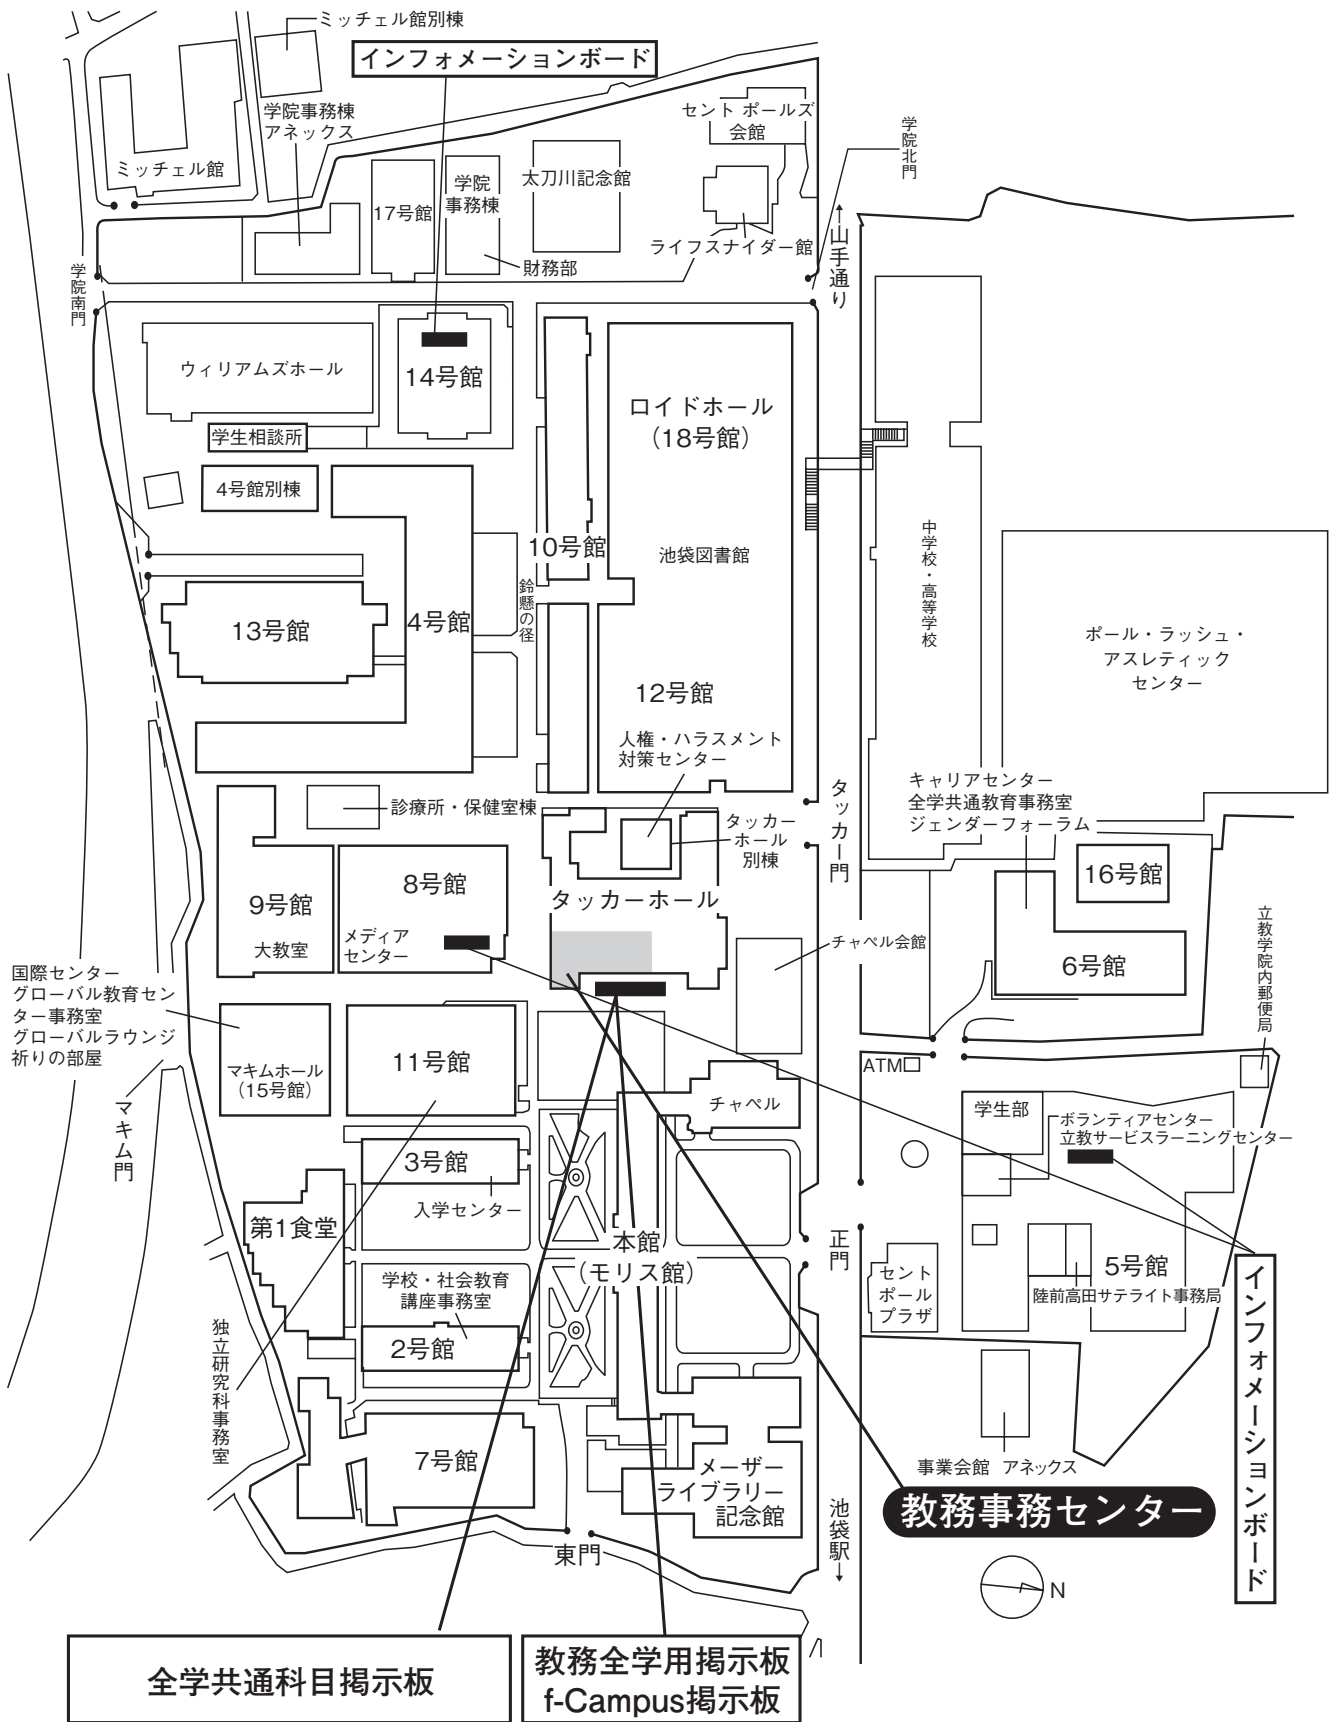 ミッチェル館別棟
インフォメーションボード
学院事務棟
アネックス
ミッチェル館
セント ポールズ
会館
学院北門
17号館
学院
事務棟
太刀川記念館
ライフスナイダー館
財務部
↑山手通り
学院南門
ウィリアムズホール
14号館
学生相談所
4号館別棟
ロイドホール
(18号館)
10号館
池袋図書館
鈴懸の径
中学校・高等学校
13号館
4号館
ポール・ラッシュ・
アスレティック
センター
12号館
人権・ハラスメント
対策センター
キャリアセンター
全学共通教育事務室
ジェンダーフォーラム
診療所・保健室棟
タッカー
ホール
別棟
タッカー門
9号館
大教室
8号館
メディア
センター
タッカーホール
16号館
チャペル会館
6号館
立教学院内郵便局
国際センター
グローバル教育セン
ター事務室
グローバルラウンジ
祈りの部屋
マキムホール
(15号館)
11号館
ATM
マキム門
チャペル
学生部
ボランティアセンター
立教サービスラーニングセンター
3号館
入学センター
第1食堂
本館
(モリス館)
正門
セント
ポール
プラザ
5号館
陸前高田サテライト事務局
インフォメーションボード
学校・社会教育
講座事務室
2号館
独立研究科事務室
7号館
メーザー
ライブラリー
記念館
事業会館 アネックス
教務事務センター
池袋駅↓
東門
N
全学共通科目掲示板
教務全学用掲示板
f-Campus掲示板